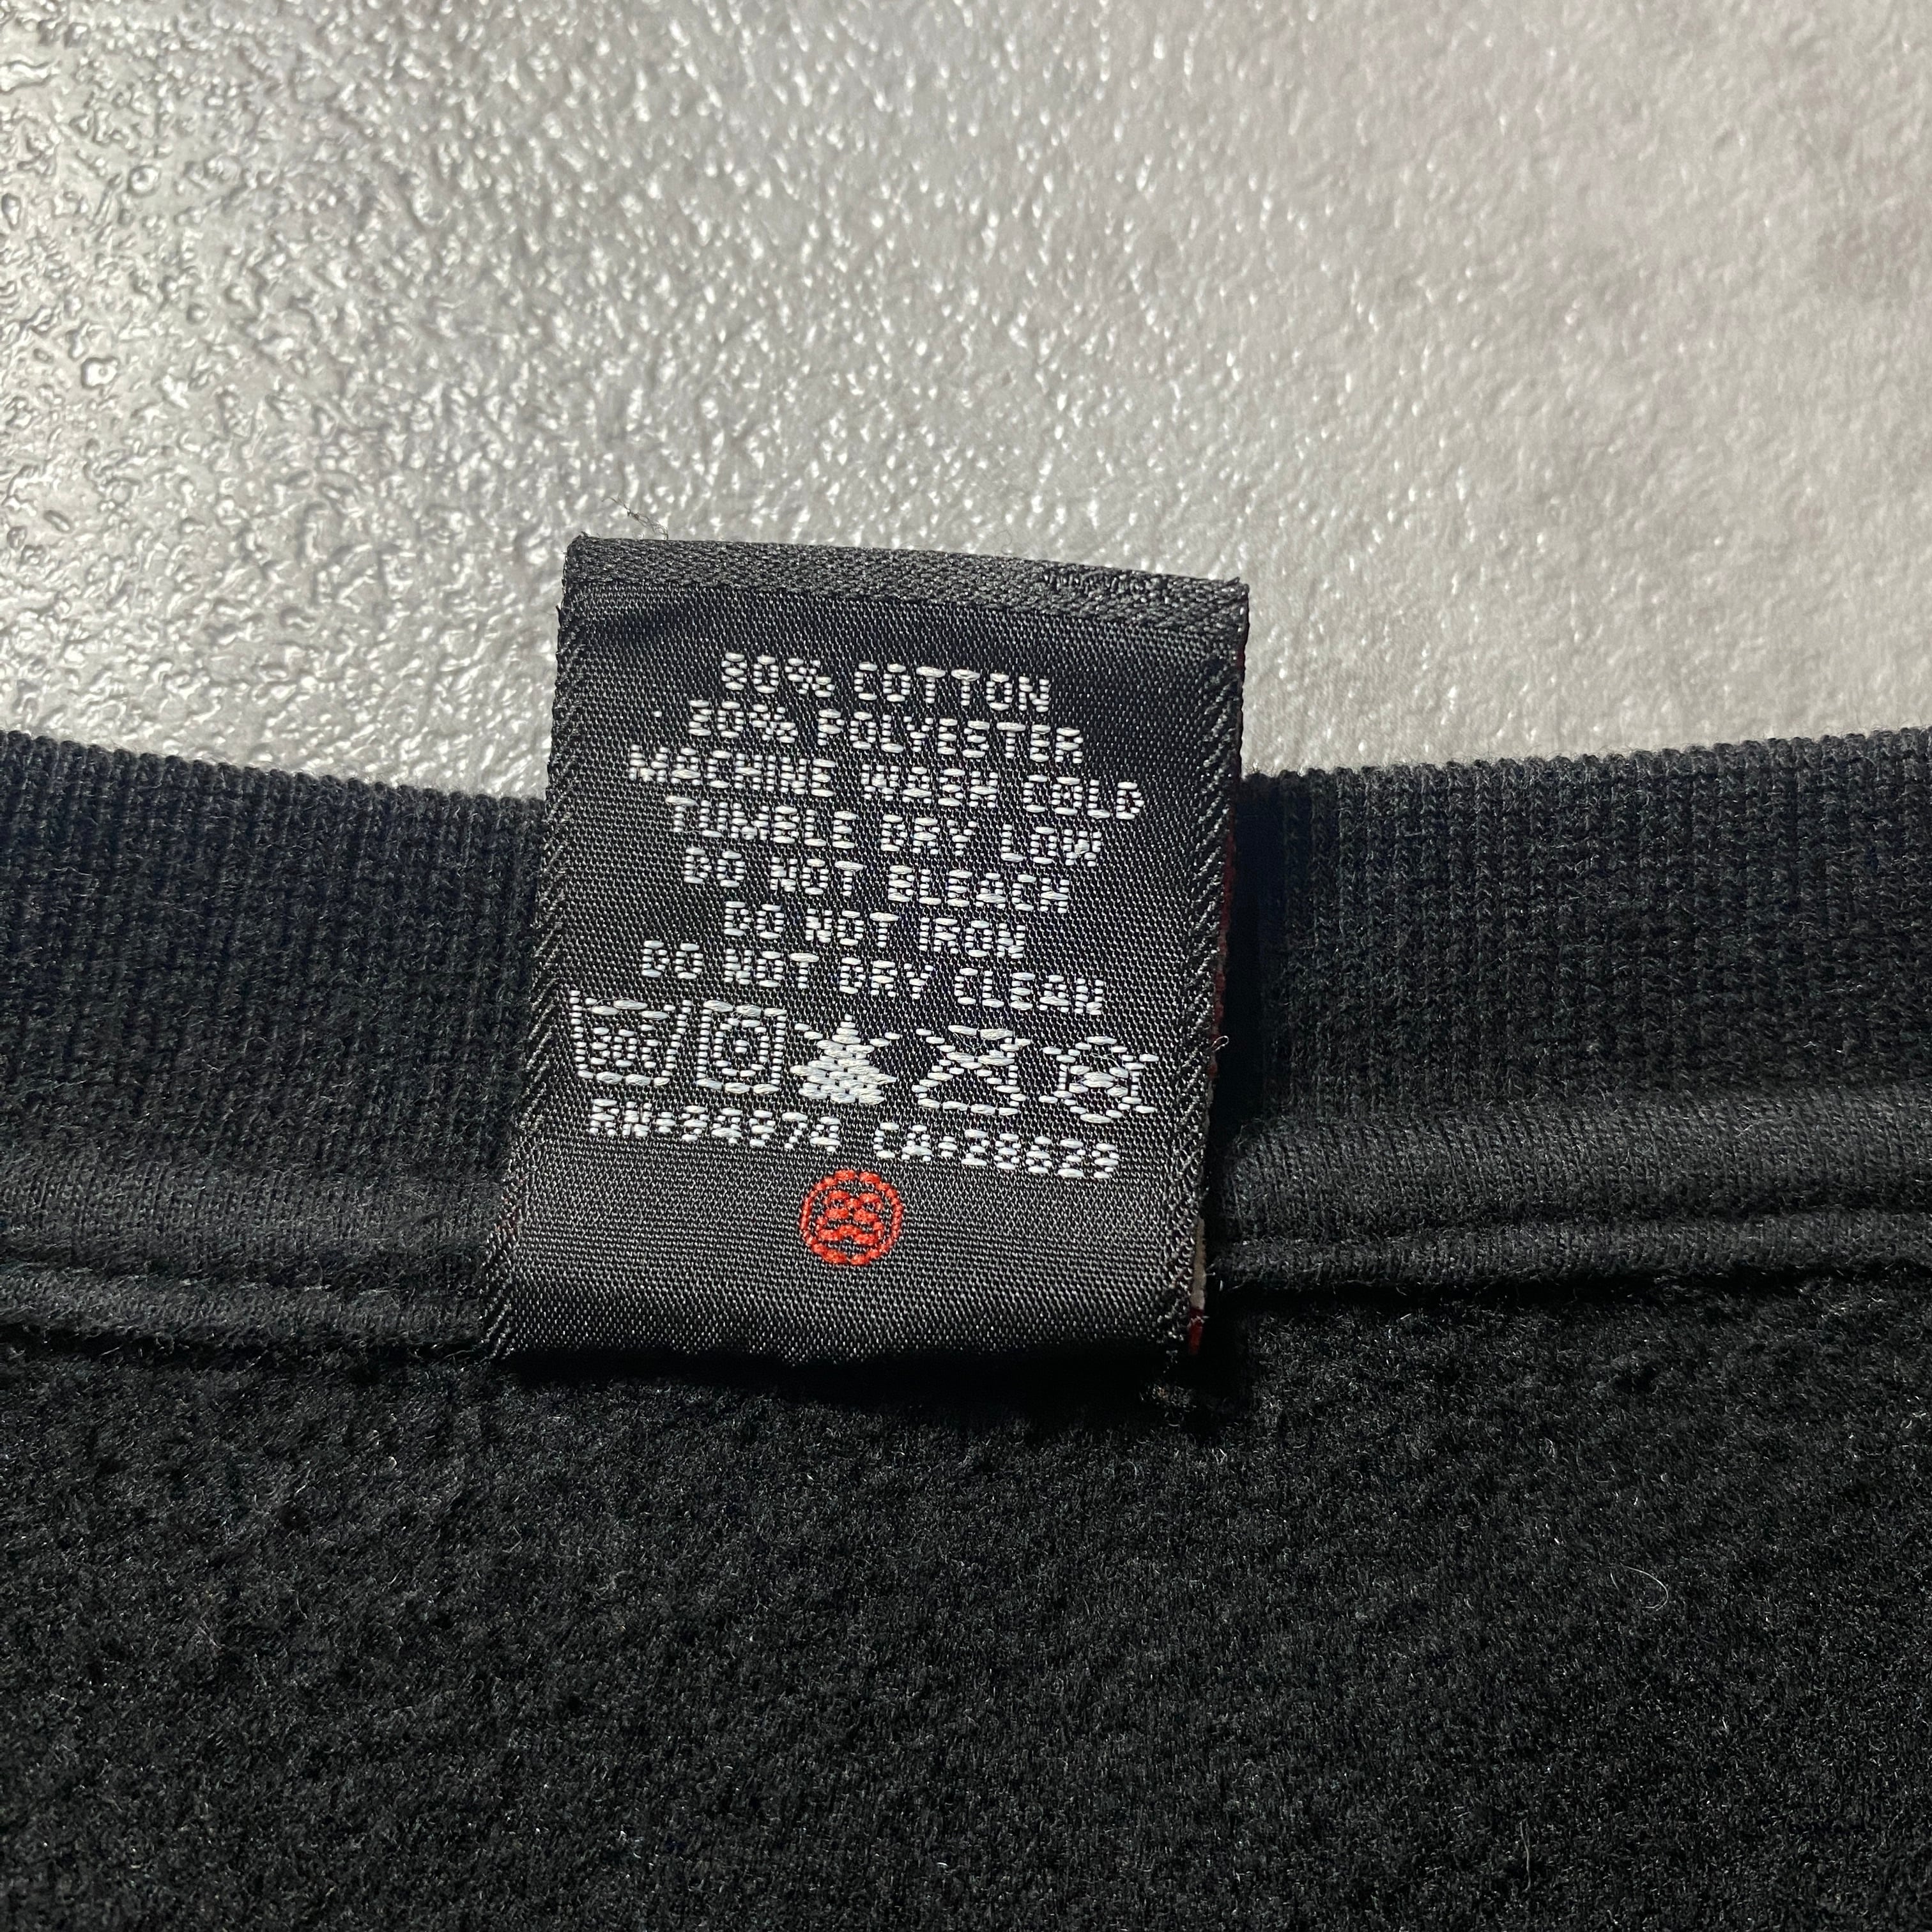 80% COTTON
20% POLYESTER
MACHINE WASH COLD
TUMBLE DRY LOW
DO NOT BLEACH
DO NOT IRON
DO NOT DRY CLEAN
RN#94974 CA#38629